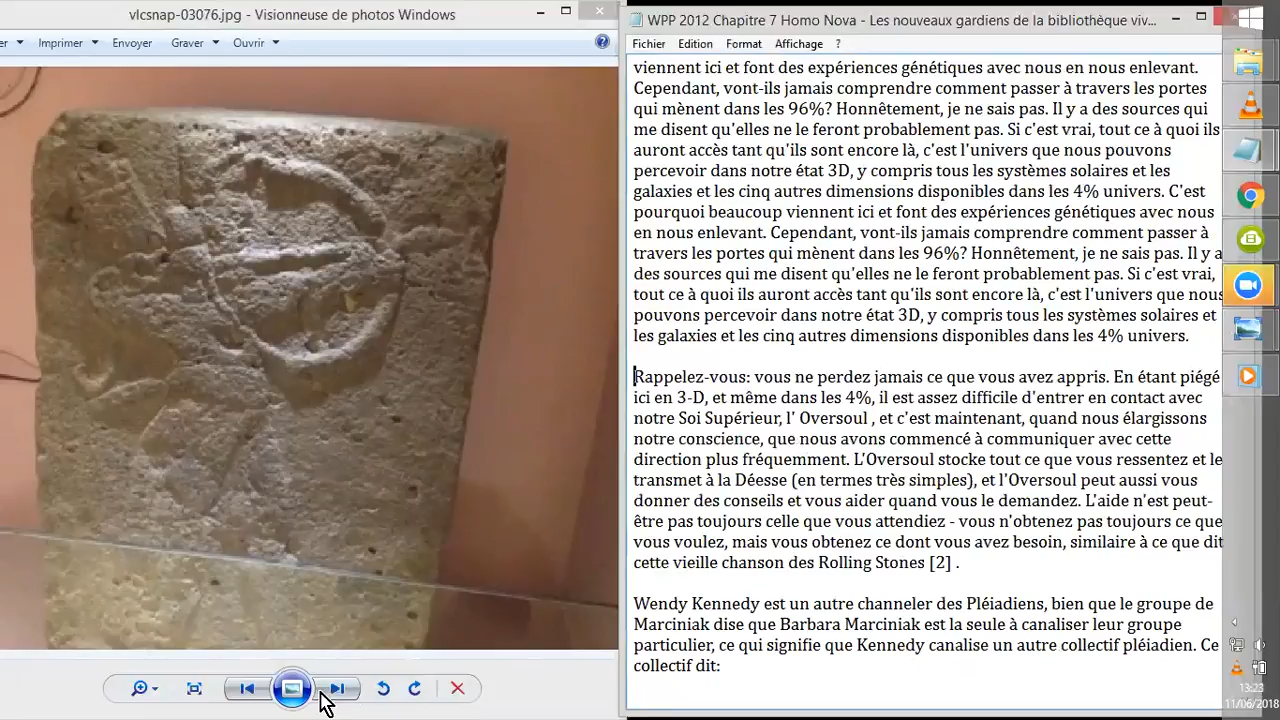 vlcsnap-03076.jpg - Visionneuse de photos Windows
Imprimer
Envoyer
Graver
Ouvrir
WPP 2012 Chapitre 7 Homo Nova - Les nouveaux gardiens de la bibliothèque viv...
Fichier Edition Format Affichage ?
viennent ici et font des expériences génétiques avec nous en nous enlevant.
Cependant, vont-ils jamais comprendre comment passer à travers les portes
qui mènent dans les 96%? Honnêtement, je ne sais pas. Il y a des sources qui
me disent qu'elles ne le feront probablement pas. Si c'est vrai, tout ce à quoi ils
auront accès tant qu'ils sont encore là, c'est l'univers que nous pouvons
percevoir dans notre état 3D, y compris tous les systèmes solaires et les
galaxies et les cinq autres dimensions disponibles dans les 4% univers. C'est
pourquoi beaucoup viennent ici et font des expériences génétiques avec nous
en nous enlevant. Cependant, vont-ils jamais comprendre comment passer à
travers les portes qui mènent dans les 96%? Honnêtement, je ne sais pas. Il y a
des sources qui me disent qu'elles ne le feront probablement pas. Si c'est vrai,
tout ce à quoi ils auront accès tant qu'ils sont encore là, c'est l'univers que nous
pouvons percevoir dans notre état 3D, y compris tous les systèmes solaires et
les galaxies et les cinq autres dimensions disponibles dans les 4% univers.
Rappelez-vous: vous ne perdez jamais ce que vous avez appris. En étant piégé
ici en 3-D, et même dans les 4%, il est assez difficile d'entrer en contact avec
notre Soi Supérieur, l' Oversoul , et c'est maintenant, quand nous élargissons
notre conscience, que nous avons commencé à communiquer avec cette
direction plus fréquemment. L'Oversoul stocke tout ce que vous ressentez et le
transmet à la Déesse (en termes très simples), et l'Oversoul peut aussi vous
donner des conseils et vous aider quand vous le demandez. L'aide n'est peut-
être pas toujours celle que vous attendiez - vous n'obtenez pas toujours ce que
vous voulez, mais vous obtenez ce dont vous avez besoin, similaire à ce que dit
cette vieille chanson des Rolling Stones [2] .
Wendy Kennedy est un autre channeler des Pléiadiens, bien que le groupe de
Marciniak dise que Barbara Marciniak est la seule à canaliser leur groupe
particulier, ce qui signifie que Kennedy canalise un autre collectif pléiadien. Ce
collectif dit:
13:23
11/06/2018